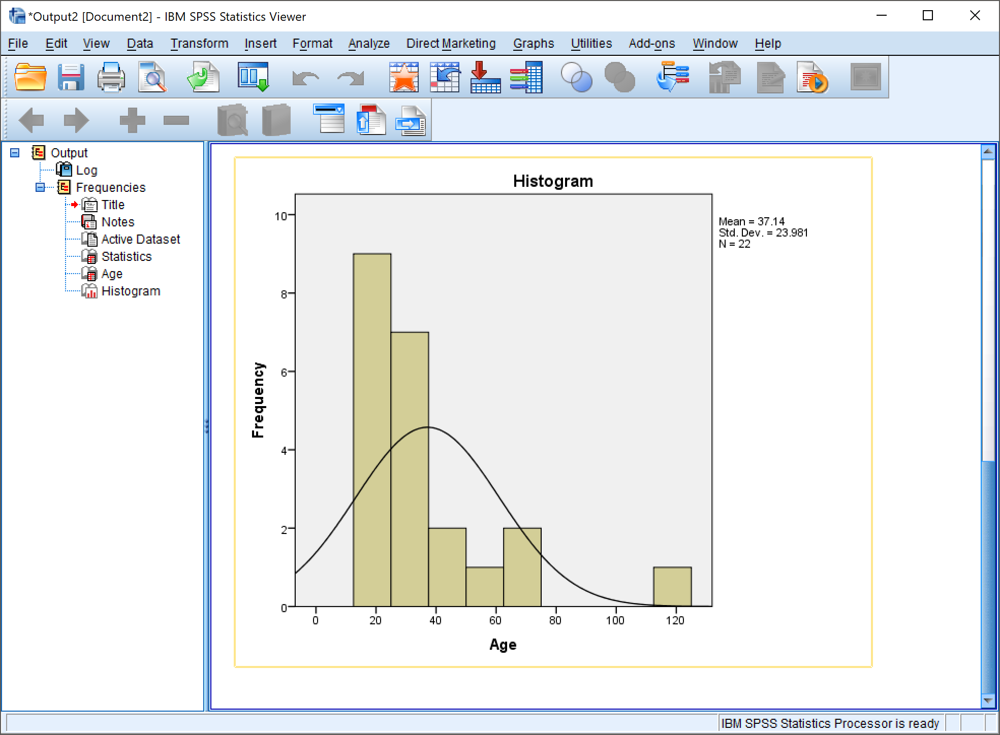 *Output2 [Document2] - IBM SPSS Statistics Viewer
File Edit View Data Transform Insert Format Analyze Direct Marketing Graphs Utilities Add-ons Window Help
Output
Log
Frequencies
Title
Notes
Active Dataset
Statistics
Age
Histogram
Histogram
Mean = 37.14
Std. Dev. = 23.981
N = 22
Frequency
10
8
6
4
2
0
0 20 40 60 80 100 120
Age
IBM SPSS Statistics Processor is ready